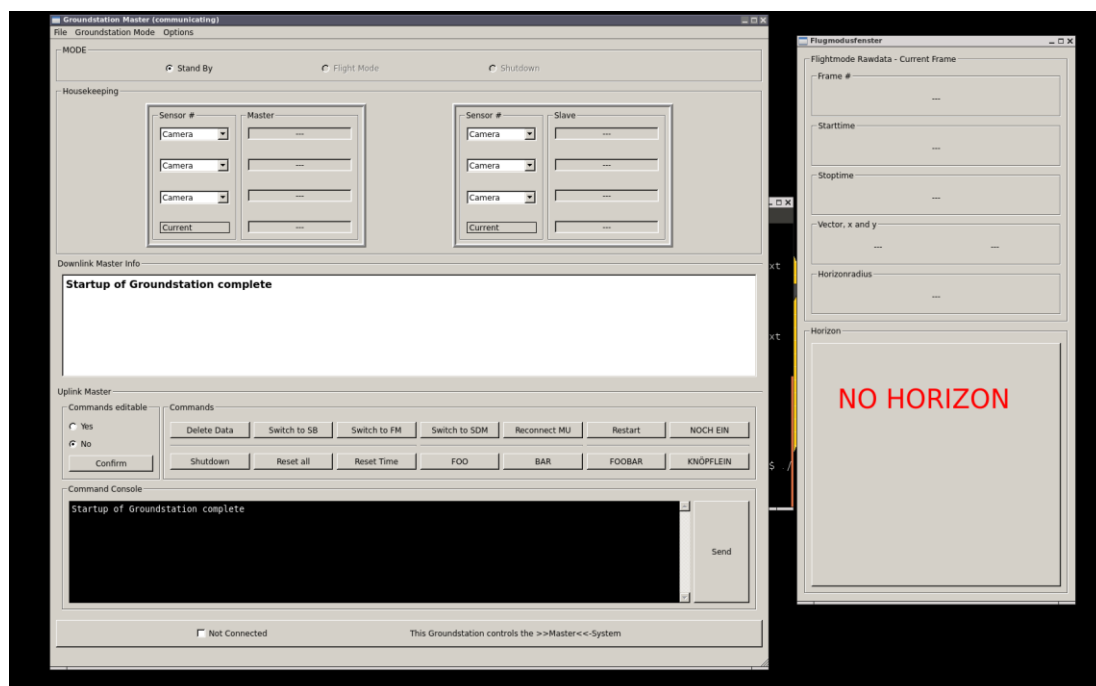 Groundstation Master (communicating)
File Groundstation Mode Options
MODE
Stand By Flight Mode Shutdown
Housekeeping
Sensor # Master Sensor # Slave
Camera --- Camera ---
Camera --- Camera ---
Camera --- Camera ---
Current --- Current ---
Downlink Master Info
Startup of Groundstation complete
Uplink Master
Commands editable Commands
Yes
No
Confirm
Delete Data Switch to SB Switch to FM Switch to SDM Reconnect MU Restart NOCH EIN
Shutdown Reset all Reset Time FOO BAR FOOBAR KNÖPFLEIN
Command Console
Startup of Groundstation complete
Send
Not Connected This Groundstation controls the >>Master<<-System
xt
xt
$ ./
Flugmodusfenster
Flightmode Rawdata - Current Frame
Frame #
---
Starttime
---
Stoptime
---
Vector, x and y
--- ---
Horizonradius
---
Horizon
NO HORIZON